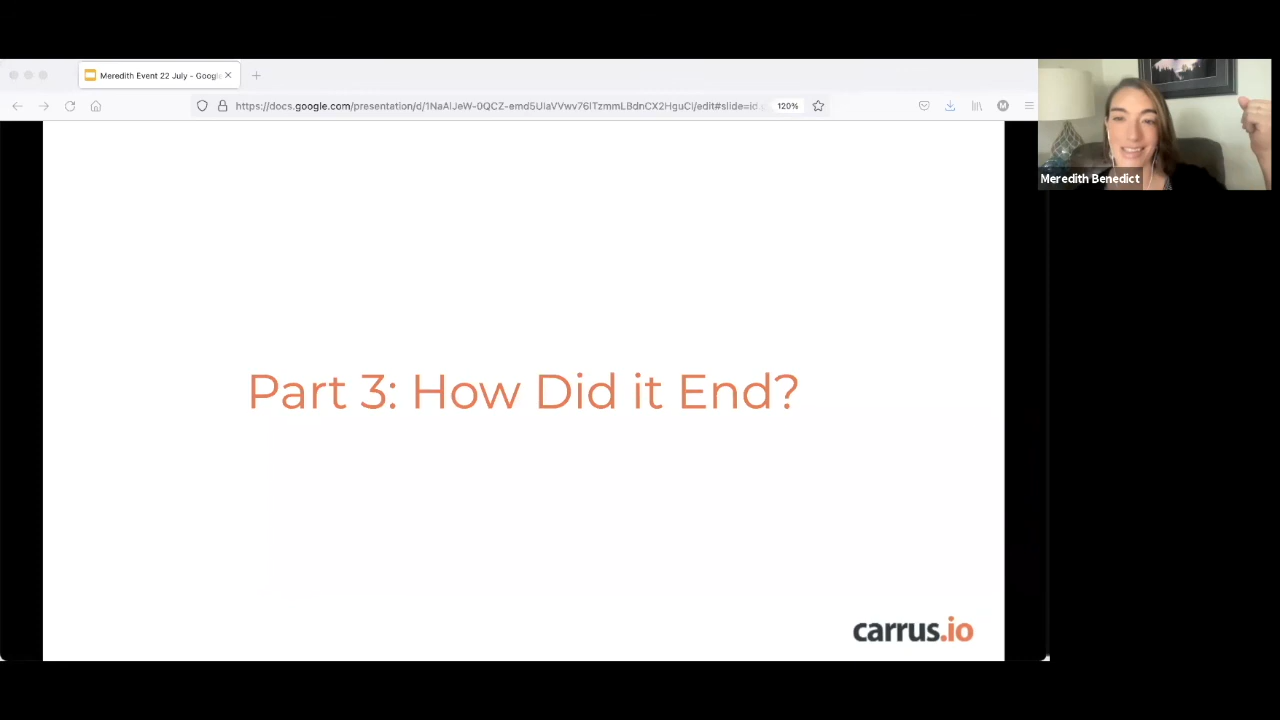 Meredith Event 22 July - Googl
https://docs.google.com/presentation/d/1NaAlJeW-0QCZ-emd5UlaVVwv76lTzmmLBdnCX2HguCI/edit#slide=id.
120%
M
Meredith Benedict
Part 3: How Did it End?
carrus.io